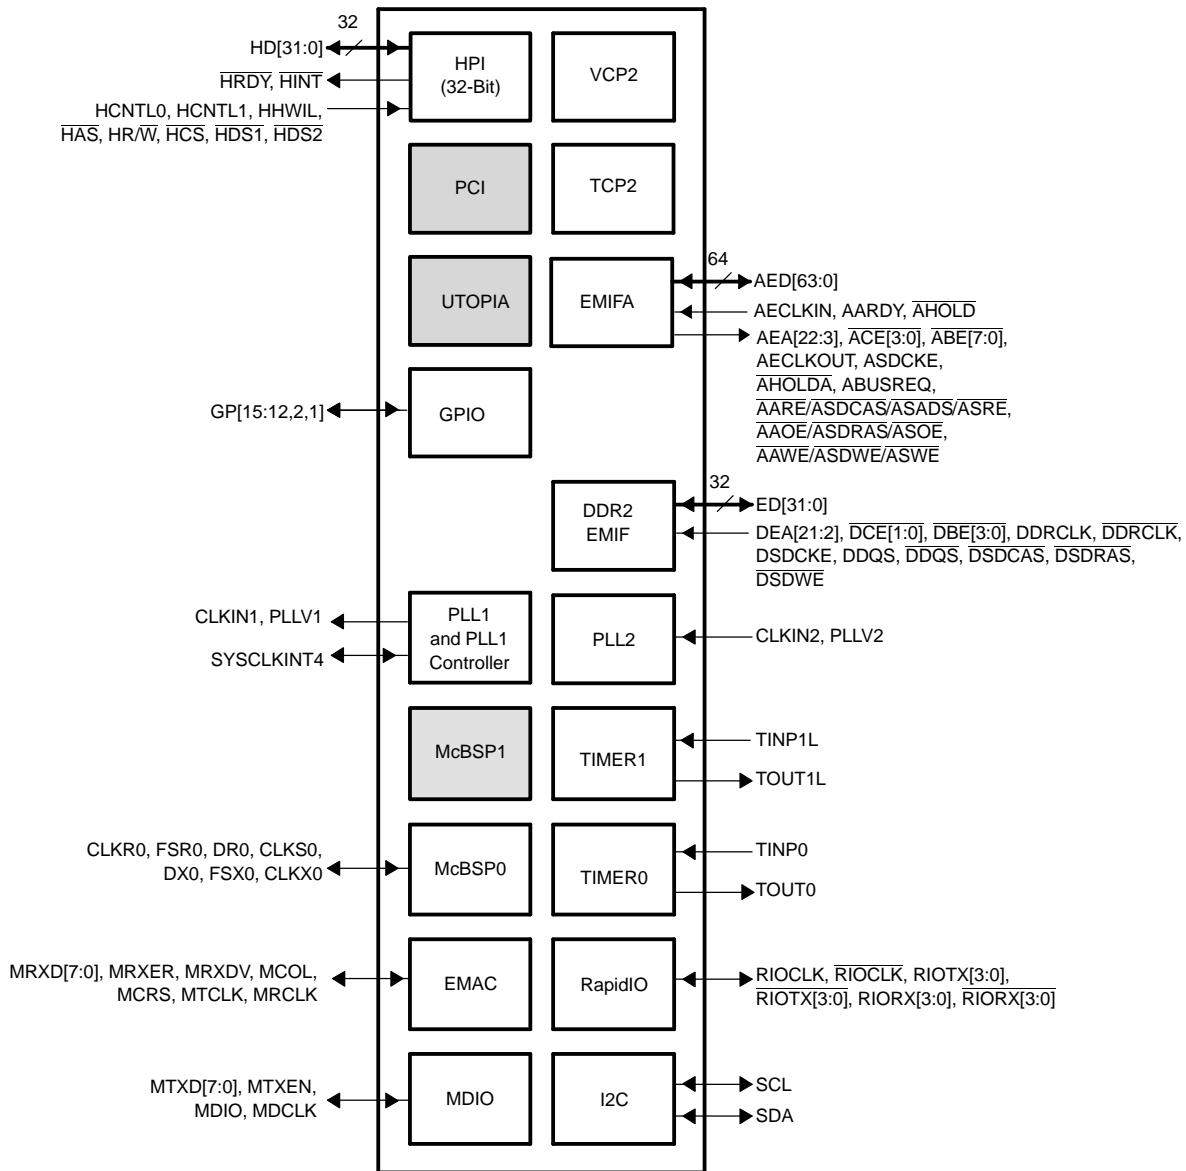 32
HD[31:0]
HRDY, HINT
HCNTL0, HCNTL1, HHWIL,
HAS, HR/W, HCS, HDS1, HDS2
HPI
(32-Bit)
VCP2
PCI
TCP2
UTOPIA
EMIFA
64
AED[63:0]
AECLKIN, AARDY, AHOLD
AEA[22:3], ACE[3:0], ABE[7:0],
AECLKOUT, ASDCKE,
AHOLDA, ABUSREQ,
AARE/ASDCAS/ASADS/ASRE,
AAOE/ASDRAS/ASOE,
AAWE/ASDWE/ASWE
GP[15:12,2,1]
GPIO
DDR2
EMIF
32
ED[31:0]
DEA[21:2], DCE[1:0], DBE[3:0], DDRCLK, DDRCLK,
DSDCKE, DDQS, DDQS, DSDCAS, DSDRAS,
DSDWE
CLKIN1, PLLV1
SYSCLKINT4
PLL1
and PLL1
Controller
PLL2
CLKIN2, PLLV2
McBSP1
TIMER1
TINP1L
TOUT1L
CLKR0, FSR0, DR0, CLKS0,
DX0, FSX0, CLKX0
McBSP0
TIMER0
TINP0
TOUT0
MRXD[7:0], MRXER, MRXDV, MCOL,
MCRS, MTCLK, MRCLK
EMAC
RapidIO
RIOCLK, RIOCLK, RIOTX[3:0],
RIOTX[3:0], RIORX[3:0], RIORX[3:0]
MTXD[7:0], MTXEN,
MDIO, MDCLK
MDIO
I2C
SCL
SDA